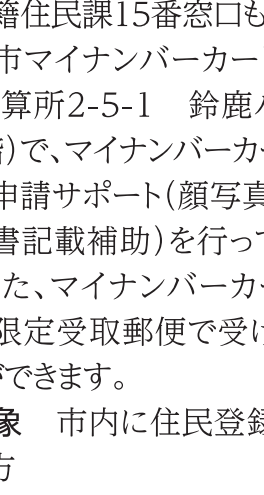 籍住民課15番窓口も
市マイナンバーカー
算所2-5-1　鈴鹿ハ
階)で、マイナンバーカ
申請サポート(顔写真
書記載補助)を行って
た、マイナンバーカー
限定受取郵便で受け
ができます。
象　市内に住民登録
方